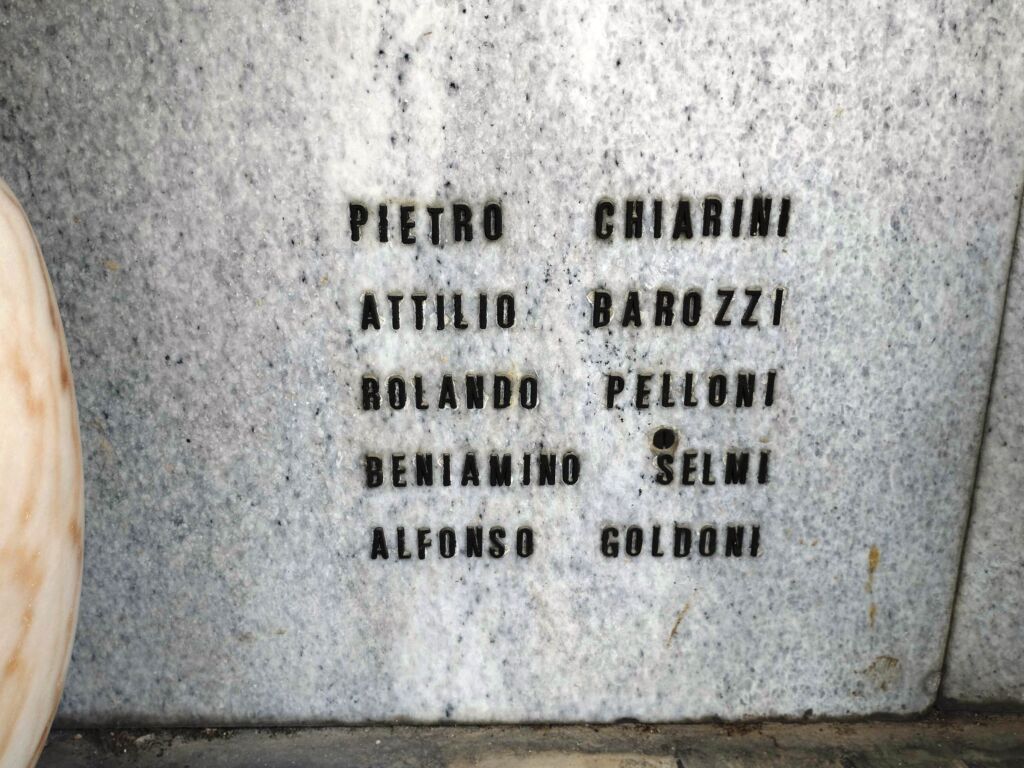 PIETRO CHIARINI
ATTILIO BAROZZI
ROLANDO PELLONI
BENIAMINO SELMI
ALFONSO GOLDONI